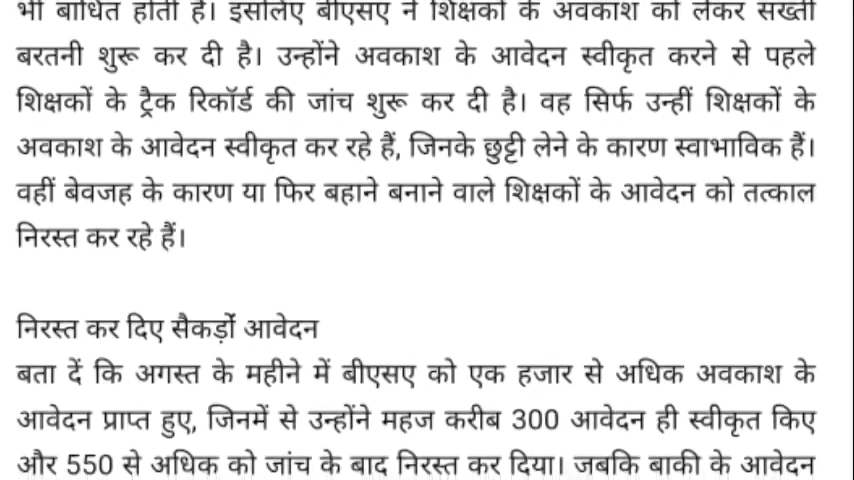 भी बाधित होती है। इसलिए बीएसए ने शिक्षकों के अवकाश को लेकर सख्ती
बरतनी शुरू कर दी है। उन्होंने अवकाश के आवेदन स्वीकृत करने से पहले
शिक्षकों के ट्रैक रिकॉर्ड की जांच शुरू कर दी है। वह सिर्फ उन्हीं शिक्षकों के
अवकाश के आवेदन स्वीकृत कर रहे हैं, जिनके छुट्टी लेने के कारण स्वाभाविक हैं।
वहीं बेवजह के कारण या फिर बहाने बनाने वाले शिक्षकों के आवेदन को तत्काल
निरस्त कर रहे हैं।
निरस्त कर दिए सैकड़ों आवेदन
बता दें कि अगस्त के महीने में बीएसए को एक हजार से अधिक अवकाश के
आवेदन प्राप्त हुए, जिनमें से उन्होंने महज करीब 300 आवेदन ही स्वीकृत किए
और 550 से अधिक को जांच के बाद निरस्त कर दिया। जबकि बाकी के आवेदन